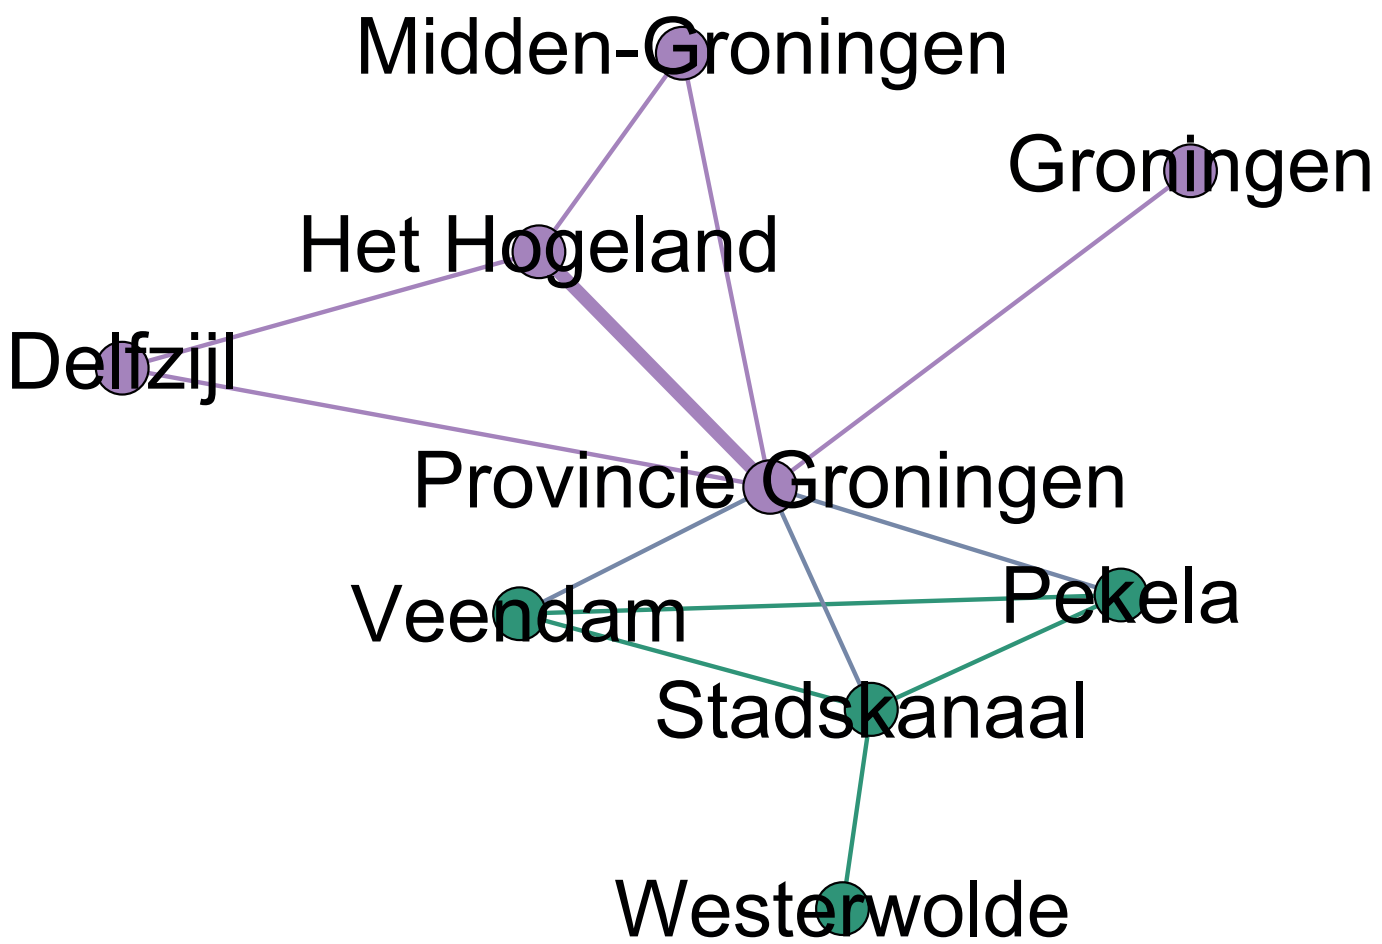 Midden-Groningen
Groningen
Het Hogeland
Delfzijl
Provincie Groningen
Pekela
Veendam
Stadskanaal
Westerwolde